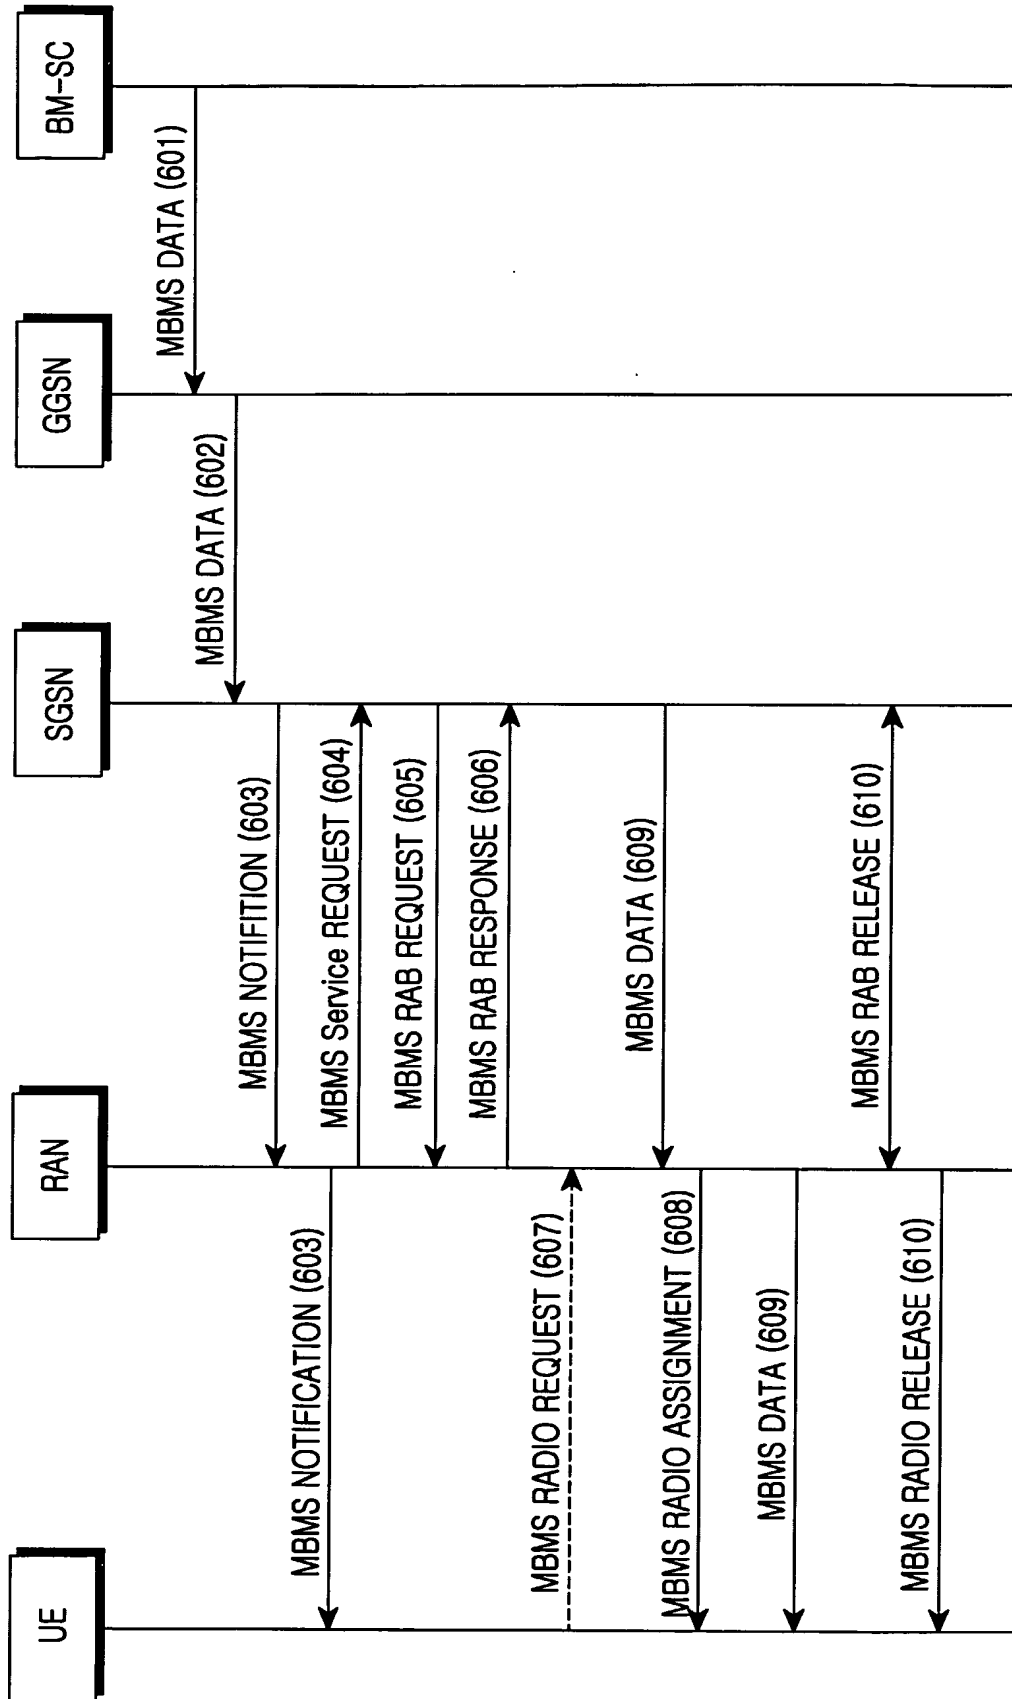 UE
RAN
SGSN
GGSN
BM-SC
MBMS DATA (601)
MBMS DATA (602)
MBMS NOTIFITION (603)
MBMS NOTIFICATION (603)
MBMS Service REQUEST (604)
MBMS RAB REQUEST (605)
MBMS RAB RESPONSE (606)
MBMS RADIO REQUEST (607)
MBMS DATA (609)
MBMS RADIO ASSIGNMENT (608)
MBMS DATA (609)
MBMS RAB RELEASE (610)
MBMS RADIO RELEASE (610)